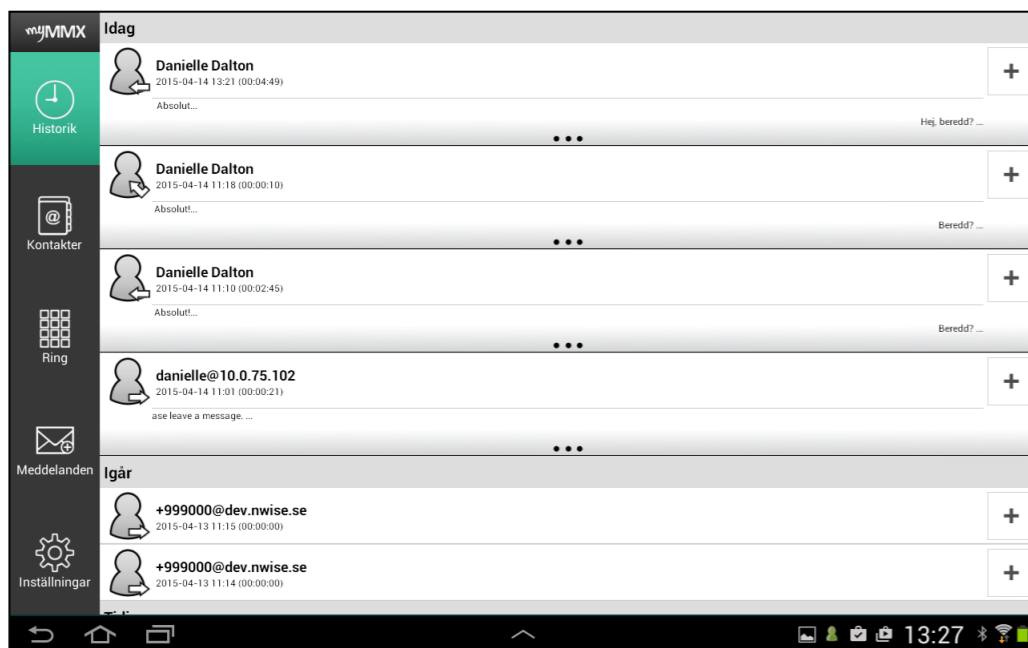 myMMX
Idag
Danielle Dalton
2015-04-14 13:21 (00:04:49)
Absolut...
Hej, beredd? ...
Historik
Danielle Dalton
2015-04-14 11:18 (00:00:10)
Absolut!...
Beredd? ...
Kontakter
Danielle Dalton
2015-04-14 11:10 (00:02:45)
Absolut!...
Beredd? ...
Ring
danielle@10.0.75.102
2015-04-14 11:01 (00:00:21)
ase leave a message. ...
Meddelanden
Igår
+999000@dev.nwise.se
2015-04-13 11:15 (00:00:00)
+999000@dev.nwise.se
2015-04-13 11:14 (00:00:00)
Inställningar
13:27